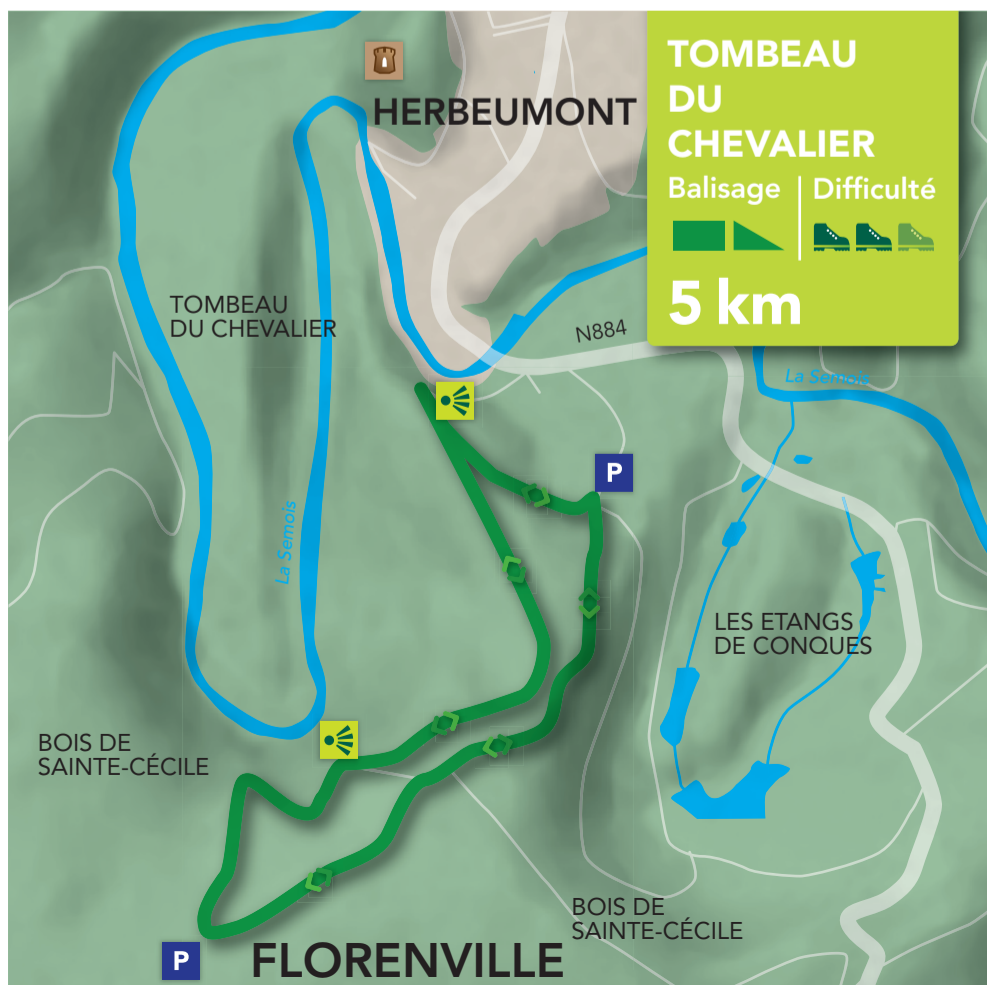 TOMBEAU
DU
CHEVALIER
Balisage
Difficulté
5 km
HERBEUMONT
TOMBEAU
DU CHEVALIER
N884
La Semois
P
La Semois
LES ETANGS
DE CONQUES
BOIS DE
SAINTE-CÉCILE
BOIS DE
SAINTE-CÉCILE
P
FLORENVILLE